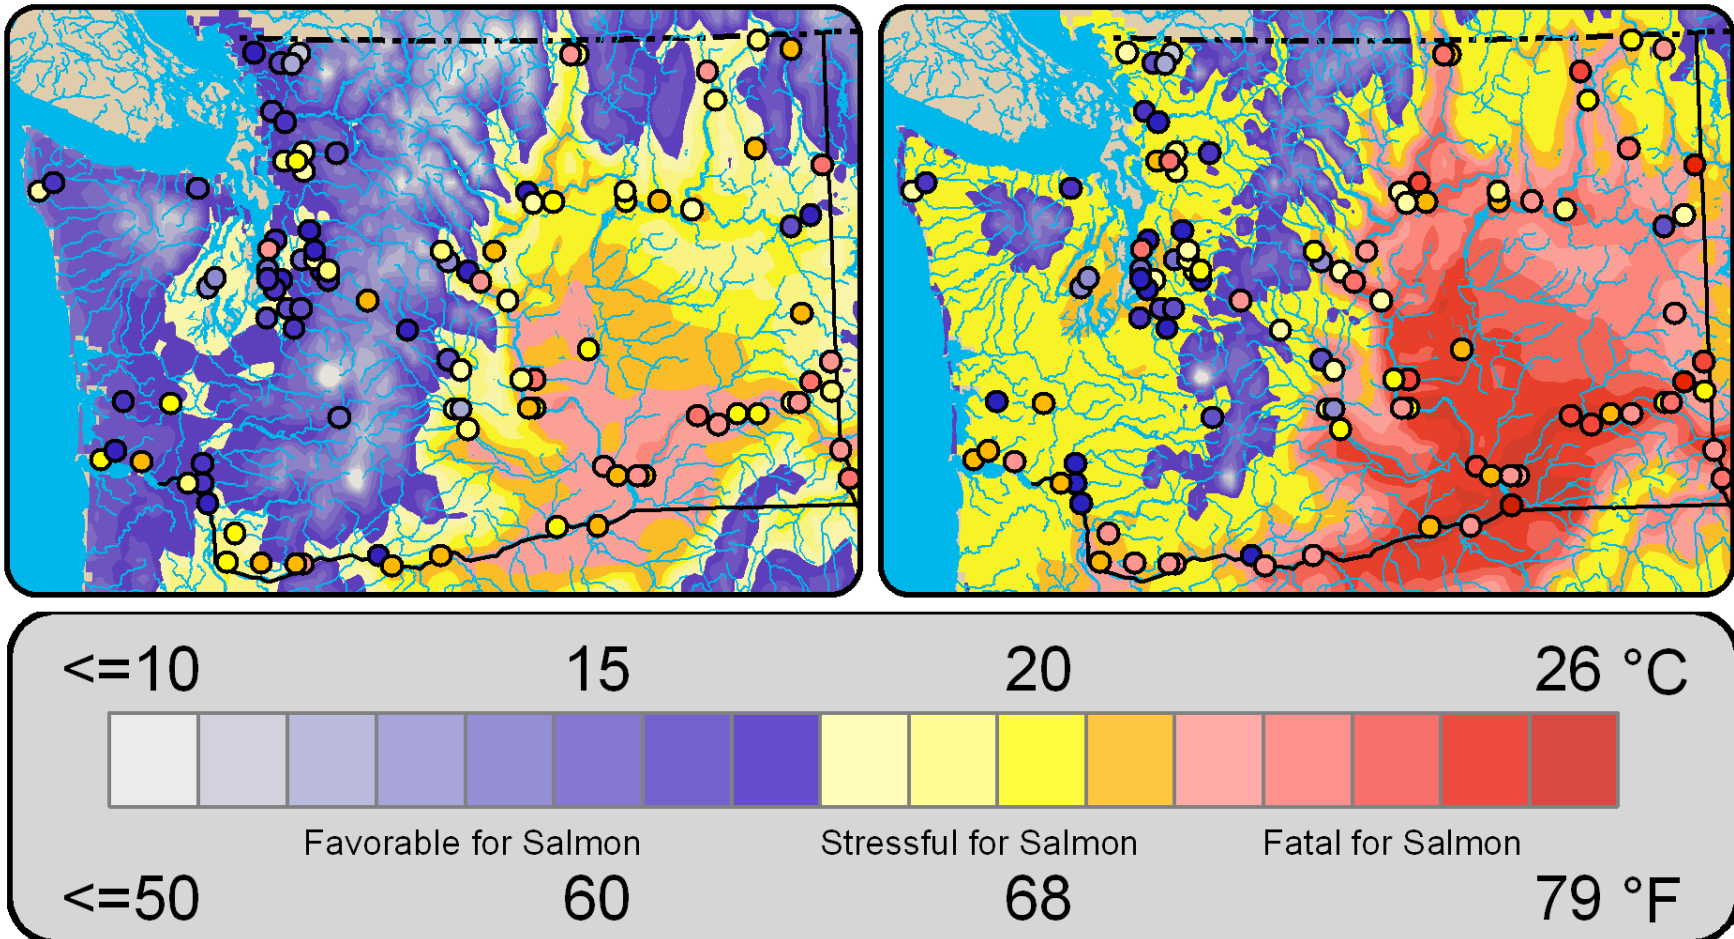 <=10 15 20 26 °C
Favorable for Salmon Stressful for Salmon Fatal for Salmon
<=50 60 68 79 °F